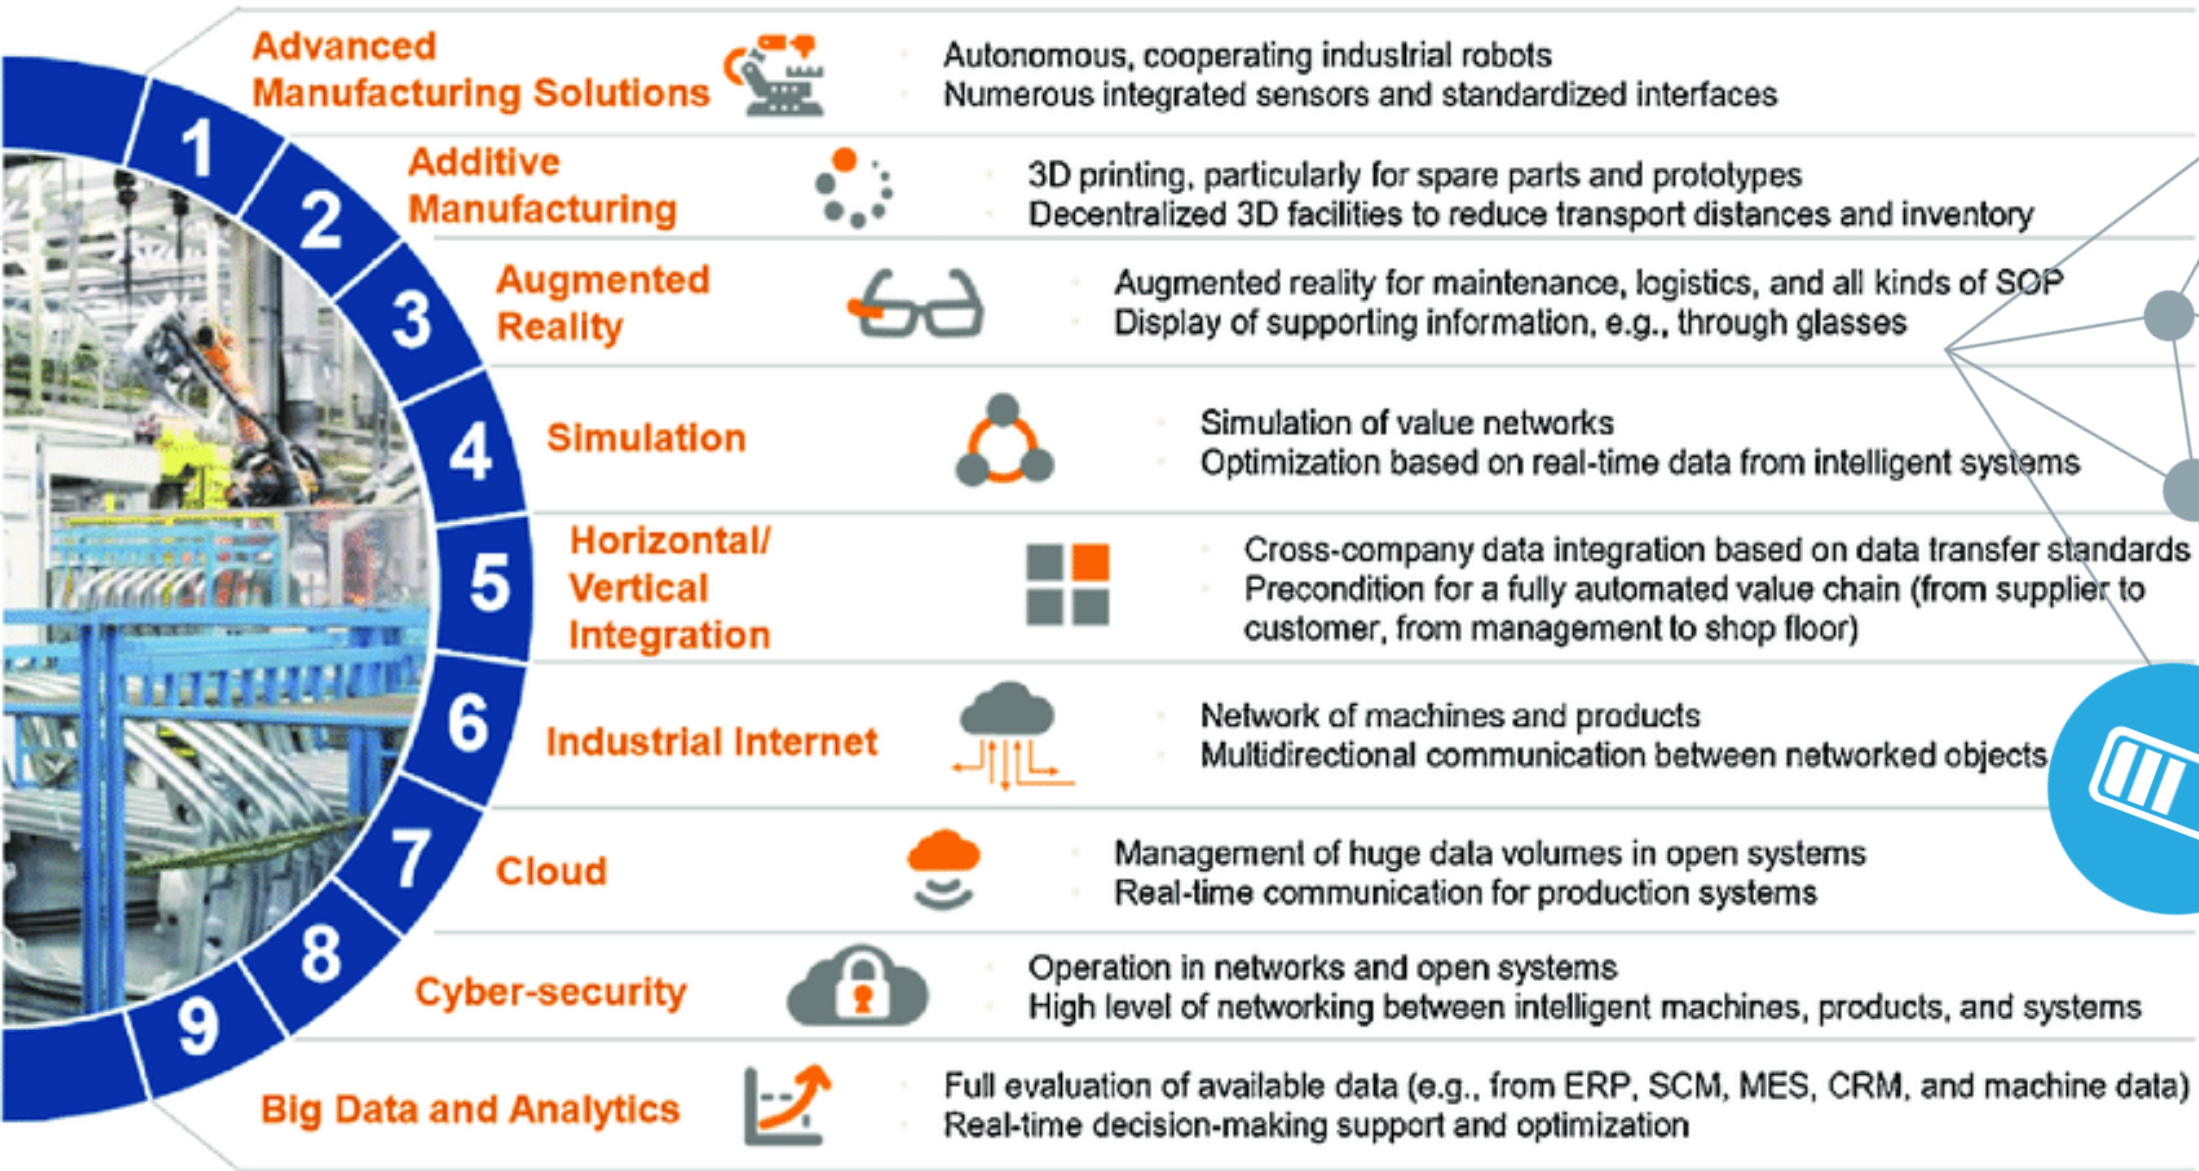 1
Advanced
Manufacturing Solutions
Autonomous, cooperating industrial robots
Numerous integrated sensors and standardized interfaces
2
Additive
Manufacturing
3D printing, particularly for spare parts and prototypes
Decentralized 3D facilities to reduce transport distances and inventory
3
Augmented
Reality
Augmented reality for maintenance, logistics, and all kinds of SOP
Display of supporting information, e.g., through glasses
4
Simulation
Simulation of value networks
Optimization based on real-time data from intelligent systems
5
Horizontal/
Vertical
Integration
Cross-company data integration based on data transfer standards
Precondition for a fully automated value chain (from supplier to
customer, from management to shop floor)
6
Industrial Internet
Network of machines and products
Multidirectional communication between networked objects
7
Cloud
Management of huge data volumes in open systems
Real-time communication for production systems
8
Cyber-security
Operation in networks and open systems
High level of networking between intelligent machines, products, and systems
9
Big Data and Analytics
Full evaluation of available data (e.g., from ERP, SCM, MES, CRM, and machine data)
Real-time decision-making support and optimization